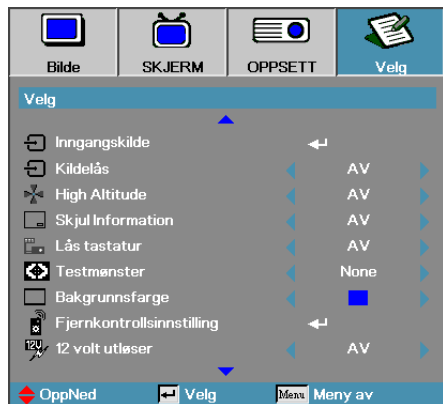 Bilde SKJERM OPPSETT Velg
Velg
Inngangskilde
Kildelås AV
High Altitude AV
Skjul Information AV
Lås tastatur AV
Testmønster None
Bakgrunnsfarge
Fjernkontrollsinnstilling
12V 12 volt utløser AV
OppNed Velg Menu Meny av